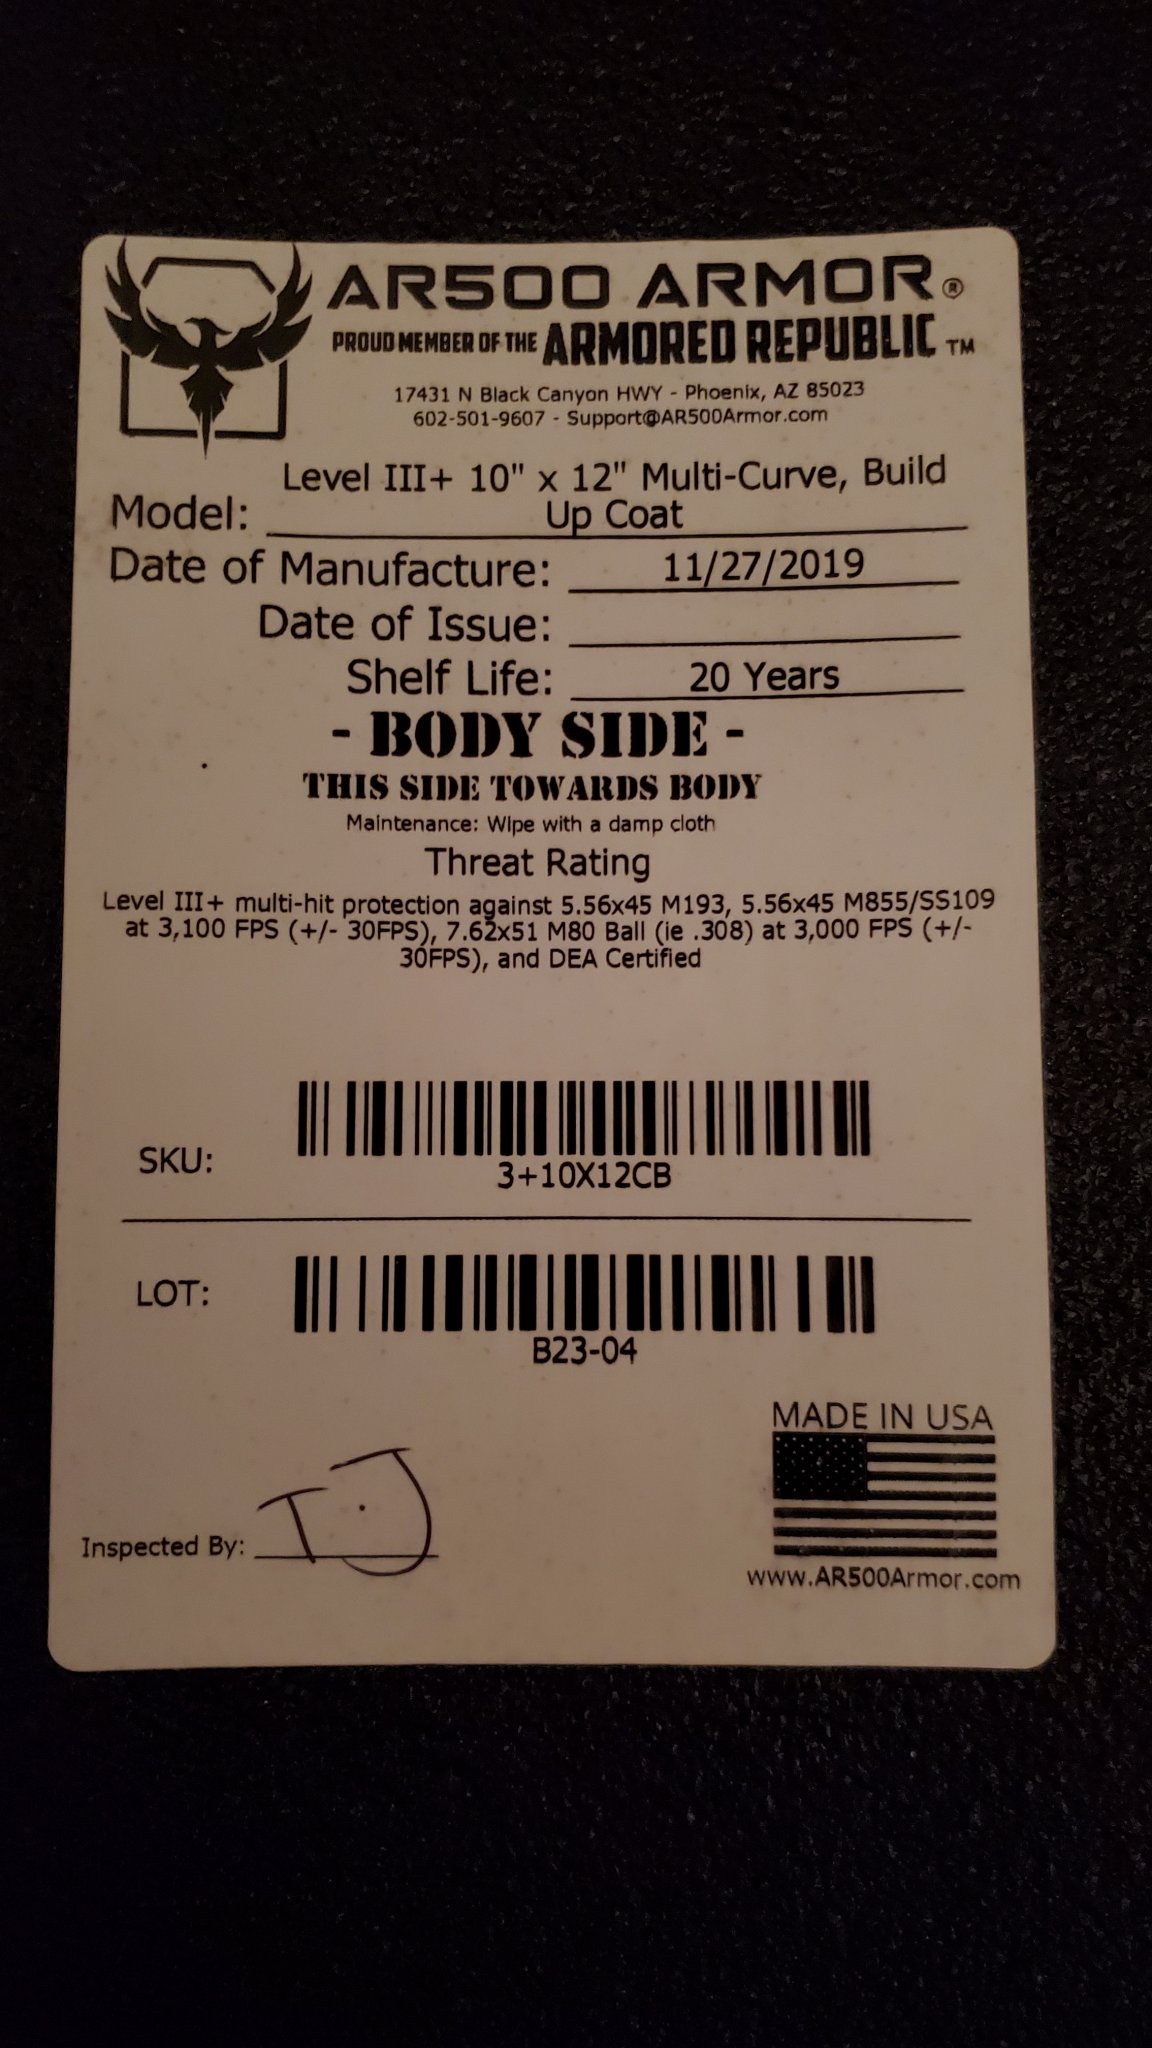 AR500 ARMOR®
PROUD MEMBER OF THE ARMORED REPUBLIC™
17431 N Black Canyon HWY - Phoenix, AZ 85023
602-501-9607 - Support@AR500Armor.com
Level III+ 10" x 12" Multi-Curve, Build
Model: Up Coat
Date of Manufacture: 11/27/2019
Date of Issue:
Shelf Life: 20 Years
- BODY SIDE -
THIS SIDE TOWARDS BODY
Maintenance: Wipe with a damp cloth
Threat Rating
Level III+ multi-hit protection against 5.56x45 M193, 5.56x45 M855/SS109
at 3,100 FPS (+/- 30FPS), 7.62x51 M80 Ball (ie .308) at 3,000 FPS (+/-
30FPS), and DEA Certified
SKU:
3+10X12CB
LOT:
B23-04
MADE IN USA
Inspected By: TJ
www.AR500Armor.com